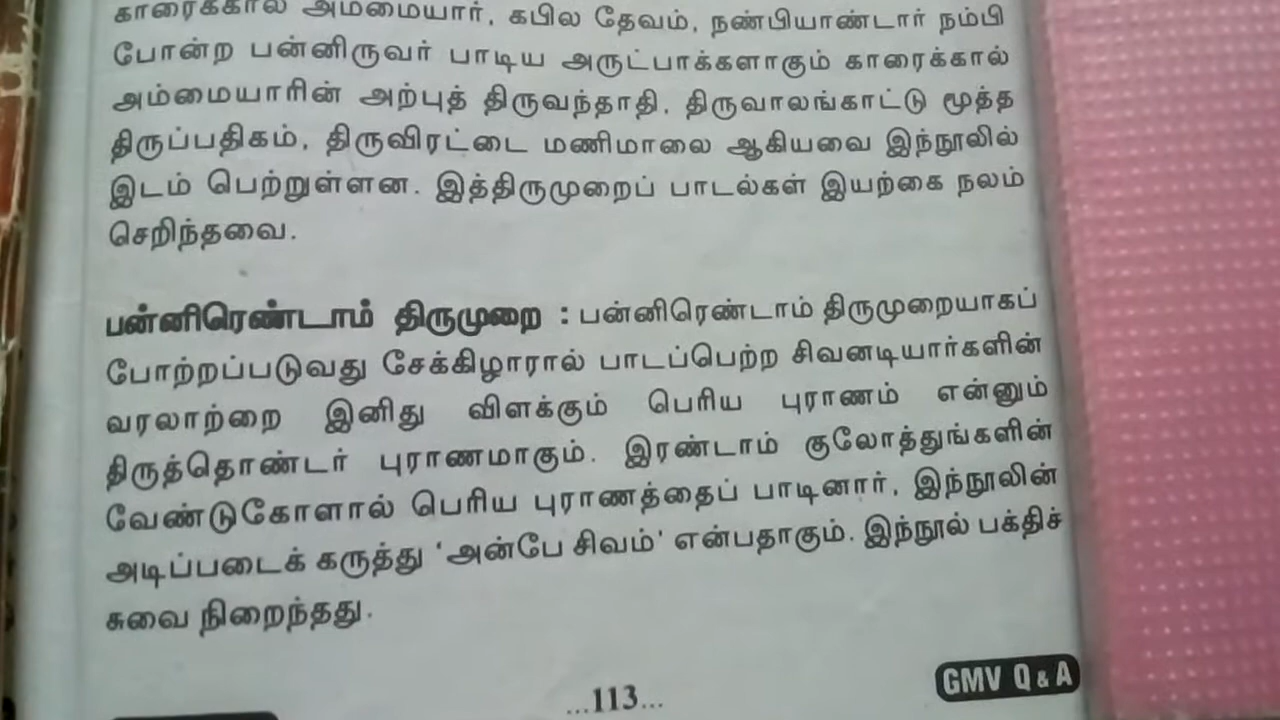 காரைக்கால் அம்மையார், கபில தேவம், நண்பியாண்டார் நம்பி
போன்ற பன்னிருவர் பாடிய அருட்பாக்களாகும் காரைக்கால்
அம்மையாரின் அற்புத் திருவந்தாதி, திருவாலங்காட்டு மூத்த
திருப்பதிகம், திருவிரட்டை மணிமாலை ஆகியவை இந்நூலில்
இடம் பெற்றுள்ளன. இத்திருமுறைப் பாடல்கள் இயற்கை நலம்
செறிந்தவை.
பன்னிரெண்டாம் திருமுறை : பன்னிரெண்டாம் திருமுறையாகப்
போற்றப்படுவது சேக்கிழாரால் பாடப்பெற்ற சிவனடியார்களின்
வரலாற்றை இனிது விளக்கும் பெரிய புராணம் என்னும்
திருத்தொண்டர் புராணமாகும். இரண்டாம் குலோத்துங்களின்
வேண்டுகோளால் பெரிய புராணத்தைப் பாடினார், இந்நூலின்
அடிப்படைக் கருத்து 'அன்பே சிவம்' என்பதாகும். இந்நூல் பக்திச்
சுவை நிறைந்தது.
...113...
GMV Q & A